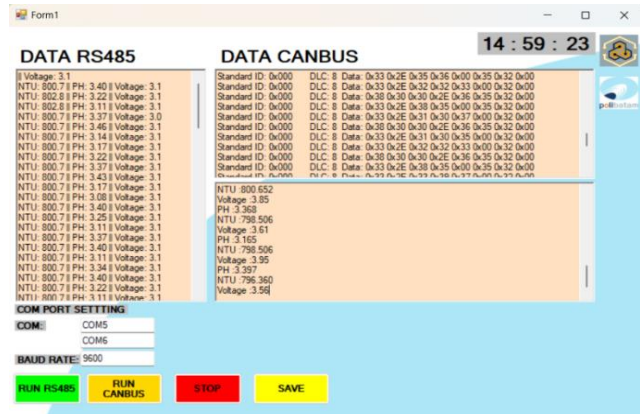 Form1
14 : 59 : 23
DATA RS485
DATA CANBUS
|| Voltage: 3.1
NTU: 800.7 || PH: 3.40 || Voltage: 3.1
NTU: 802.8 || PH: 3.22 || Voltage: 3.1
NTU: 802.8 || PH: 3.11 || Voltage: 3.1
NTU: 800.7 || PH: 3.37 || Voltage: 3.0
NTU: 800.7 || PH: 3.46 || Voltage: 3.1
NTU: 800.7 || PH: 3.14 || Voltage: 3.1
NTU: 800.7 || PH: 3.17 || Voltage: 3.1
NTU: 800.7 || PH: 3.22 || Voltage: 3.1
NTU: 800.7 || PH: 3.37 || Voltage: 3.1
NTU: 800.7 || PH: 3.43 || Voltage: 3.1
NTU: 800.7 || PH: 3.17 || Voltage: 3.1
NTU: 800.7 || PH: 3.08 || Voltage: 3.1
NTU: 800.7 || PH: 3.40 || Voltage: 3.1
NTU: 800.7 || PH: 3.25 || Voltage: 3.1
NTU: 800.7 || PH: 3.11 || Voltage: 3.1
NTU: 800.7 || PH: 3.37 || Voltage: 3.1
NTU: 800.7 || PH: 3.40 || Voltage: 3.1
NTU: 800.7 || PH: 3.11 || Voltage: 3.1
NTU: 800.7 || PH: 3.34 || Voltage: 3.1
NTU: 800.7 || PH: 3.40 || Voltage: 3.1
NTU: 800.7 || PH: 3.22 || Voltage: 3.1
NTU: 800.7 || PH: 3.11 || Voltage: 3.1
Standard ID: 0x000 DLC: 8 Data: 0x33 0x2E 0x35 0x36 0x00 0x35 0x32 0x00
Standard ID: 0x000 DLC: 8 Data: 0x33 0x2E 0x32 0x32 0x33 0x00 0x32 0x00
Standard ID: 0x000 DLC: 8 Data: 0x38 0x30 0x30 0x2E 0x36 0x35 0x32 0x00
Standard ID: 0x000 DLC: 8 Data: 0x33 0x2E 0x38 0x35 0x00 0x35 0x32 0x00
Standard ID: 0x000 DLC: 8 Data: 0x33 0x2E 0x31 0x30 0x37 0x00 0x32 0x00
Standard ID: 0x000 DLC: 8 Data: 0x38 0x30 0x30 0x2E 0x36 0x35 0x32 0x00
Standard ID: 0x000 DLC: 8 Data: 0x33 0x2E 0x31 0x30 0x35 0x00 0x32 0x00
Standard ID: 0x000 DLC: 8 Data: 0x33 0x2E 0x32 0x32 0x33 0x00 0x32 0x00
Standard ID: 0x000 DLC: 8 Data: 0x38 0x30 0x30 0x2E 0x36 0x35 0x32 0x00
Standard ID: 0x000 DLC: 8 Data: 0x33 0x2E 0x38 0x35 0x00 0x35 0x32 0x00
NTU :800.652
Voltage :3.85
PH :3.368
NTU :798.506
Voltage :3.61
PH :3.165
NTU :798.506
Voltage :3.95
PH :3.397
NTU :796.360
Voltage :3.56
COM PORT SETTTING
COM: COM5
COM6
BAUD RATE: 9600
RUN RS485
RUN CANBUS
STOP
SAVE
polibatam